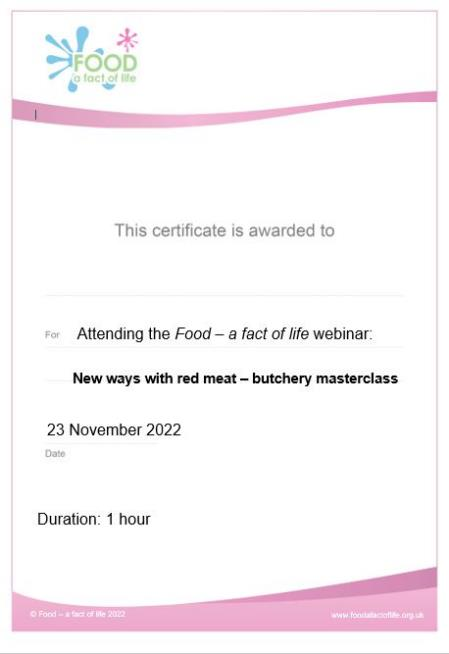 FOOD
a fact of life
This certificate is awarded to
For Attending the Food – a fact of life webinar:
New ways with red meat – butchery masterclass
23 November 2022
Date
Duration: 1 hour
© Food – a fact of life 2022 www.foodafactoflife.org.uk